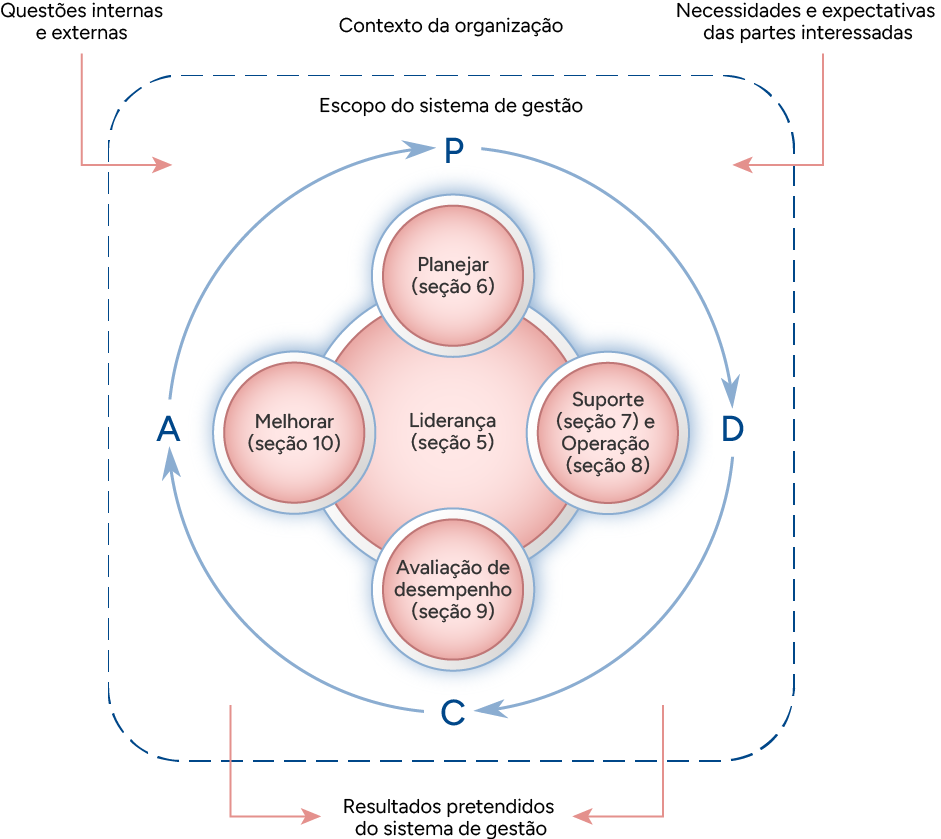 Questões internas
e externas
Contexto da organização
Necessidades e expectativas
das partes interessadas
Escopo do sistema de gestão
P
Planejar
(seção 6)
A
Melhorar
(seção 10)
Liderança
(seção 5)
Suporte
(seção 7) e
Operação
(seção 8)
D
Avaliação de
desempenho
(seção 9)
C
Resultados pretendidos
do sistema de gestão